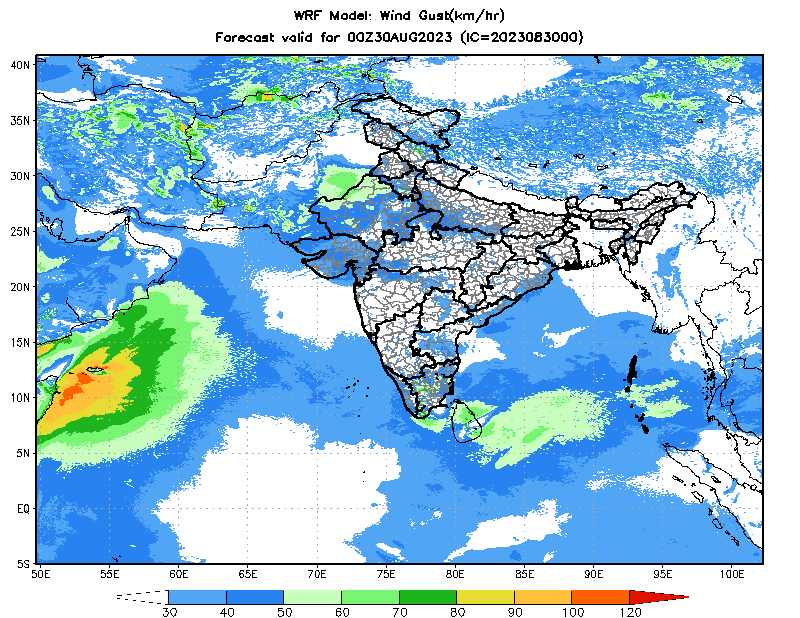 WRF Model: Wind Gust(km/hr)
Forecast valid for 00Z30AUG2023 (IC=2023083000)
40N
35N
30N
25N
20N
15N
10N
5N
EQ
5S
50E 55E 60E 65E 70E 75E 80E 85E 90E 95E 100E
30 40 50 60 70 80 90 100 120